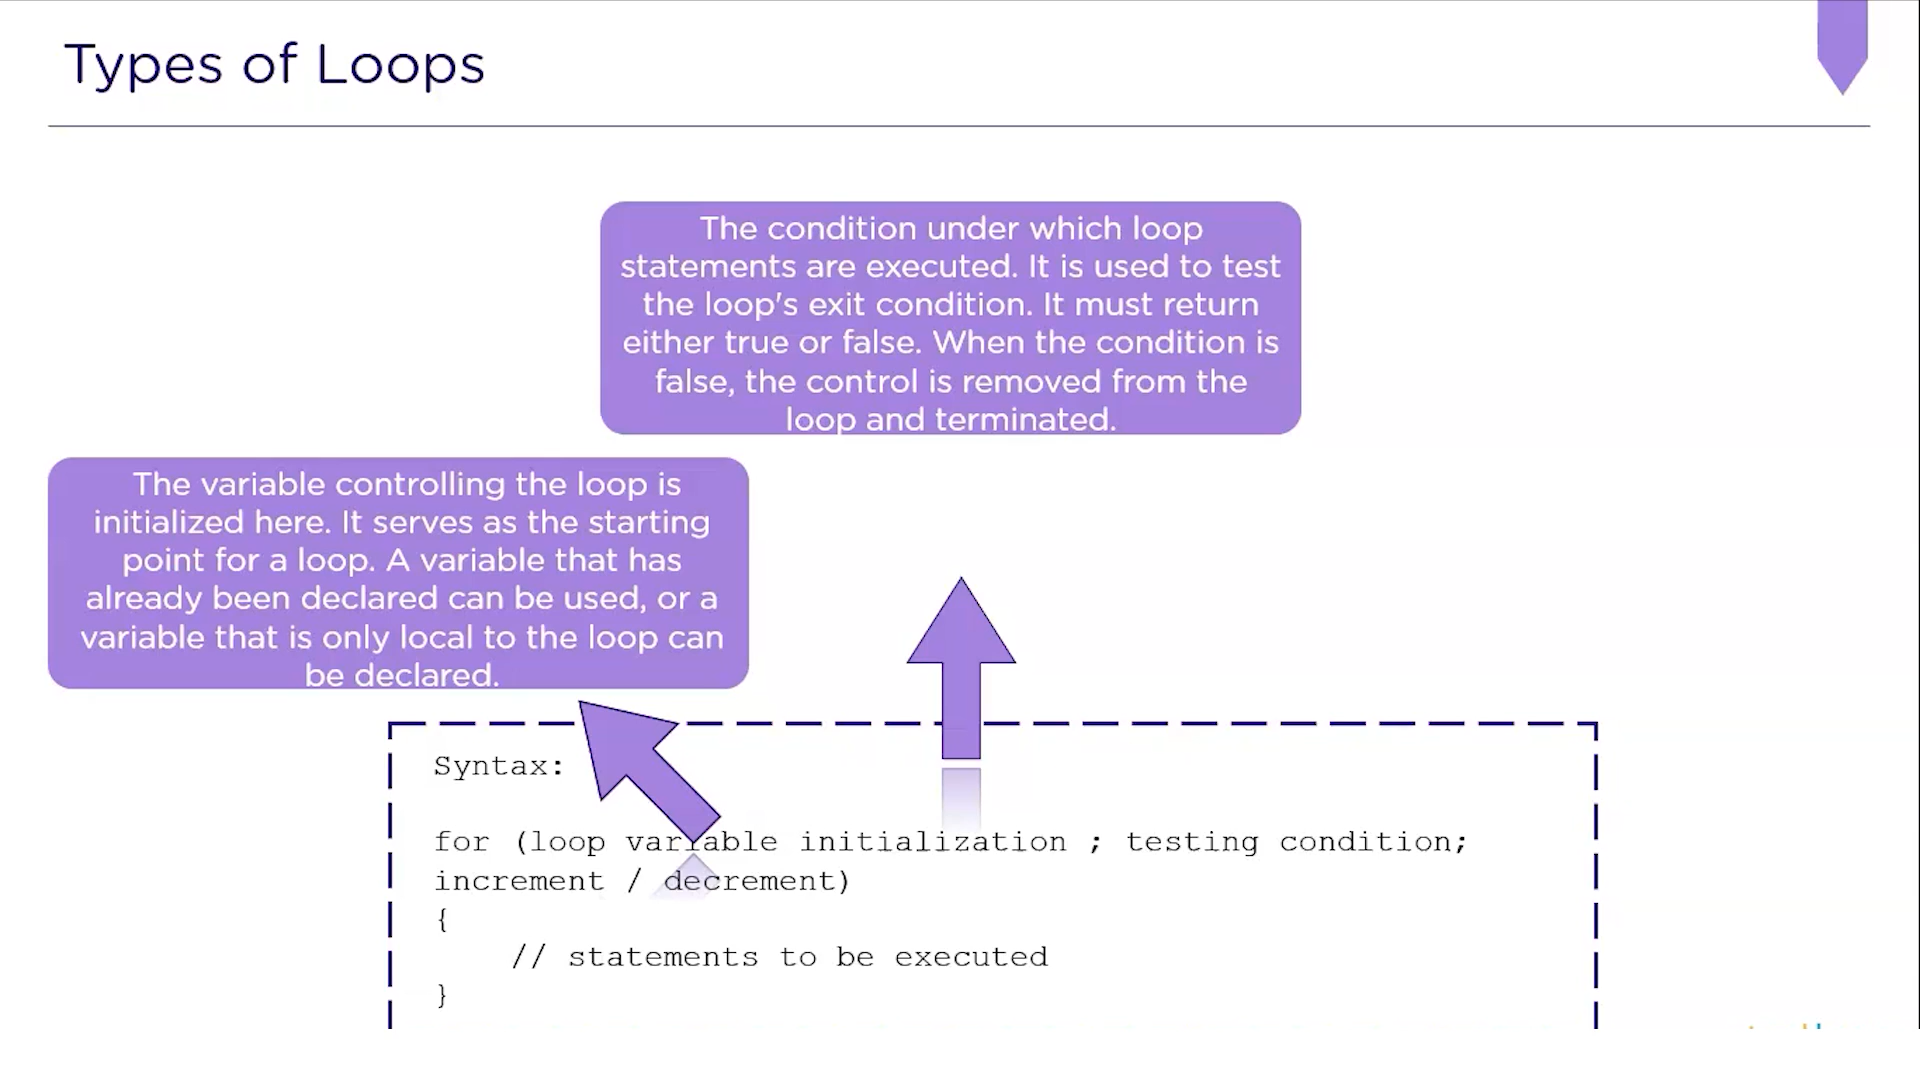 Types of Loops
The condition under which loop
statements are executed. It is used to test
the loop's exit condition. It must return
either true or false. When the condition is
false, the control is removed from the
loop and terminated.
The variable controlling the loop is
initialized here. It serves as the starting
point for a loop. A variable that has
already been declared can be used, or a
variable that is only local to the loop can
be declared.
Syntax:
for (loop variable initialization ; testing condition;
increment / decrement)
{
// statements to be executed
}